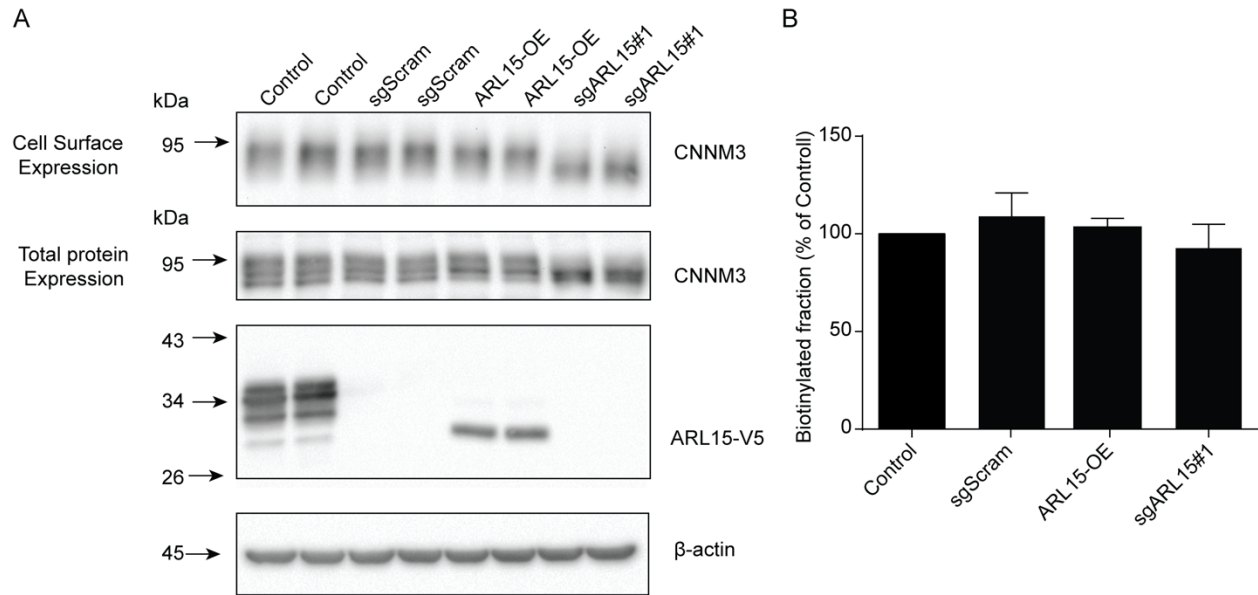 A
Control
Control
sgScram
sgScram
ARL15-OE
ARL15-OE
sgARL15#1
sgARL15#1
kDa
Cell Surface
Expression
95
CNNM3
kDa
Total protein
Expression
95
CNNM3
43
34
ARL15-V5
26
45
β-actin
B
Biotinylated fraction (% of Controll)
150
100
50
0
Control
sgScram
ARL15-OE
sgARL15#1